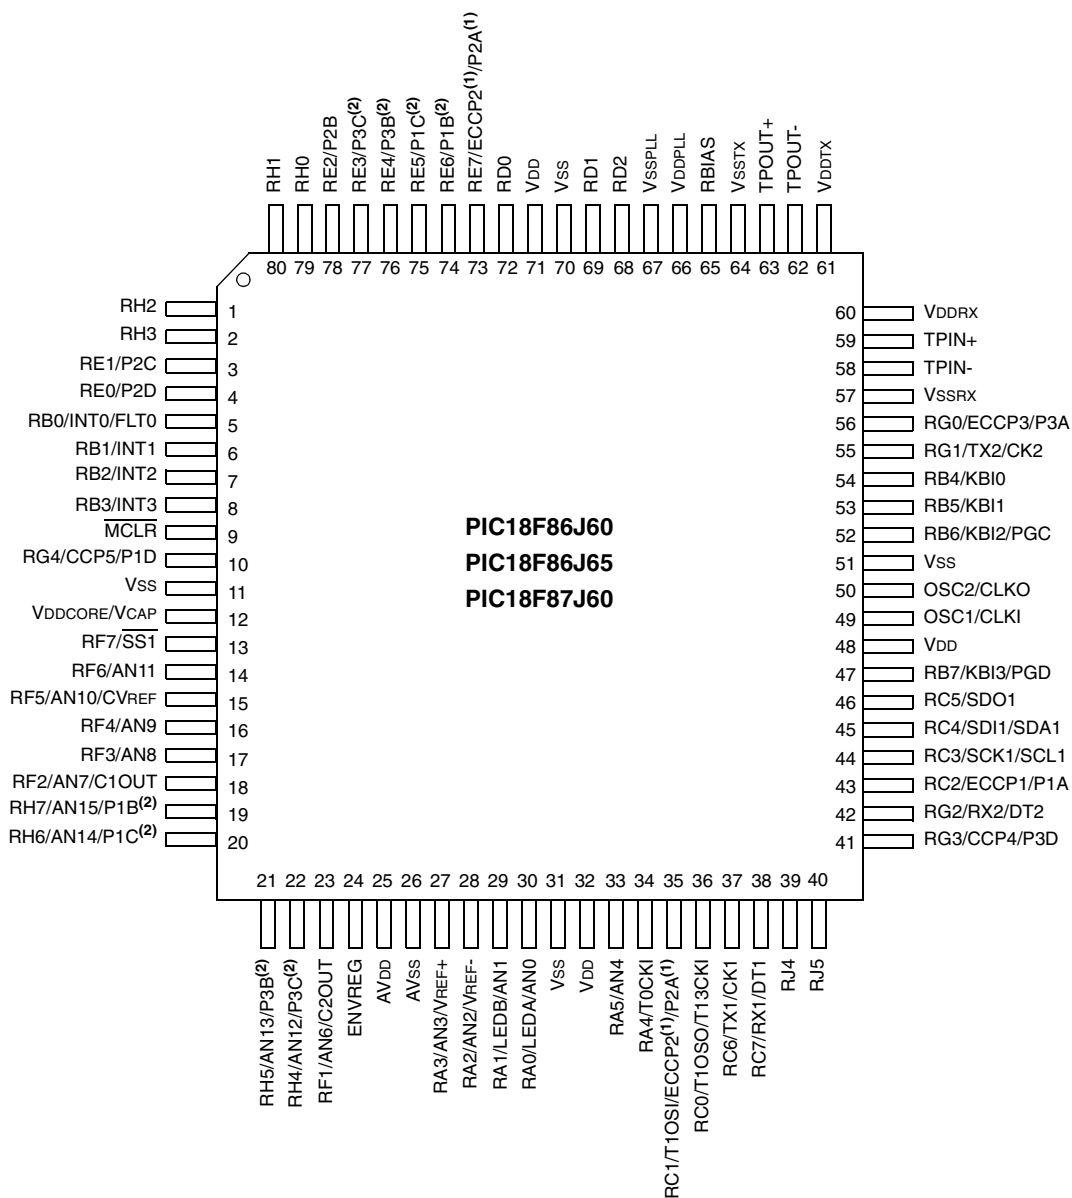 RH1
RH0
RE2/P2B
RE3/P3C(2)
RE4/P3B(2)
RE5/P1C(2)
RE6/P1B(2)
RE7/ECCP2(1)/P2A(1)
RD0
VDD
VSS
RD1
RD2
VSSPLL
VDDPLL
RBIAS
VSSTX
TPOUT+
TPOUT-
VDDTX
80 79 78 77 76 75 74 73 72 71 70 69 68 67 66 65 64 63 62 61
RH2 1
RH3 2
RE1/P2C 3
RE0/P2D 4
RB0/INT0/FLT0 5
RB1/INT1 6
RB2/INT2 7
RB3/INT3 8
MCLR 9
RG4/CCP5/P1D 10
VSS 11
VDDCORE/VCAP 12
RF7/SS1 13
RF6/AN11 14
RF5/AN10/CVREF 15
RF4/AN9 16
RF3/AN8 17
RF2/AN7/C1OUT 18
RH7/AN15/P1B(2) 19
RH6/AN14/P1C(2) 20
PIC18F86J60
PIC18F86J65
PIC18F87J60
60 VDDRX
59 TPIN+
58 TPIN-
57 VSSRX
56 RG0/ECCP3/P3A
55 RG1/TX2/CK2
54 RB4/KBI0
53 RB5/KBI1
52 RB6/KBI2/PGC
51 VSS
50 OSC2/CLKO
49 OSC1/CLKI
48 VDD
47 RB7/KBI3/PGD
46 RC5/SDO1
45 RC4/SDI1/SDA1
44 RC3/SCK1/SCL1
43 RC2/ECCP1/P1A
42 RG2/RX2/DT2
41 RG3/CCP4/P3D
21 22 23 24 25 26 27 28 29 30 31 32 33 34 35 36 37 38 39 40
RH5/AN13/P3B(2)
RH4/AN12/P3C(2)
RF1/AN6/C2OUT
ENVREG
AVDD
AVSS
RA3/AN3/VREF+
RA2/AN2/VREF-
RA1/LEDB/AN1
RA0/LEDA/AN0
VSS
VDD
RA5/AN4
RA4/T0CKI
RC1/T1OSI/ECCP2(1)/P2A(1)
RC0/T1OSO/T13CKI
RC6/TX1/CK1
RC7/RX1/DT1
RJ4
RJ5